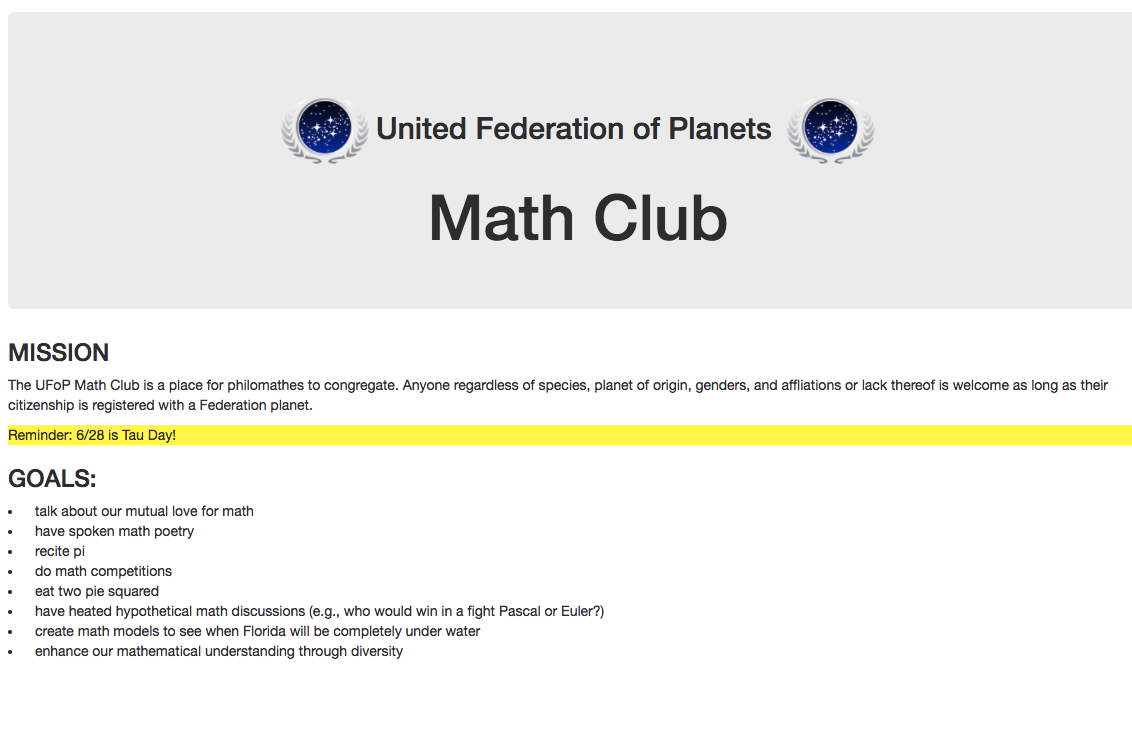 United Federation of Planets
Math Club
MISSION
The UFoP Math Club is a place for philomathes to congregate. Anyone regardless of species, planet of origin, genders, and affliations or lack thereof is welcome as long as their
citizenship is registered with a Federation planet.
Reminder: 6/28 is Tau Day!
GOALS:
• talk about our mutual love for math
• have spoken math poetry
• recite pi
• do math competitions
• eat two pie squared
• have heated hypothetical math discussions (e.g., who would win in a fight Pascal or Euler?)
• create math models to see when Florida will be completely under water
• enhance our mathematical understanding through diversity